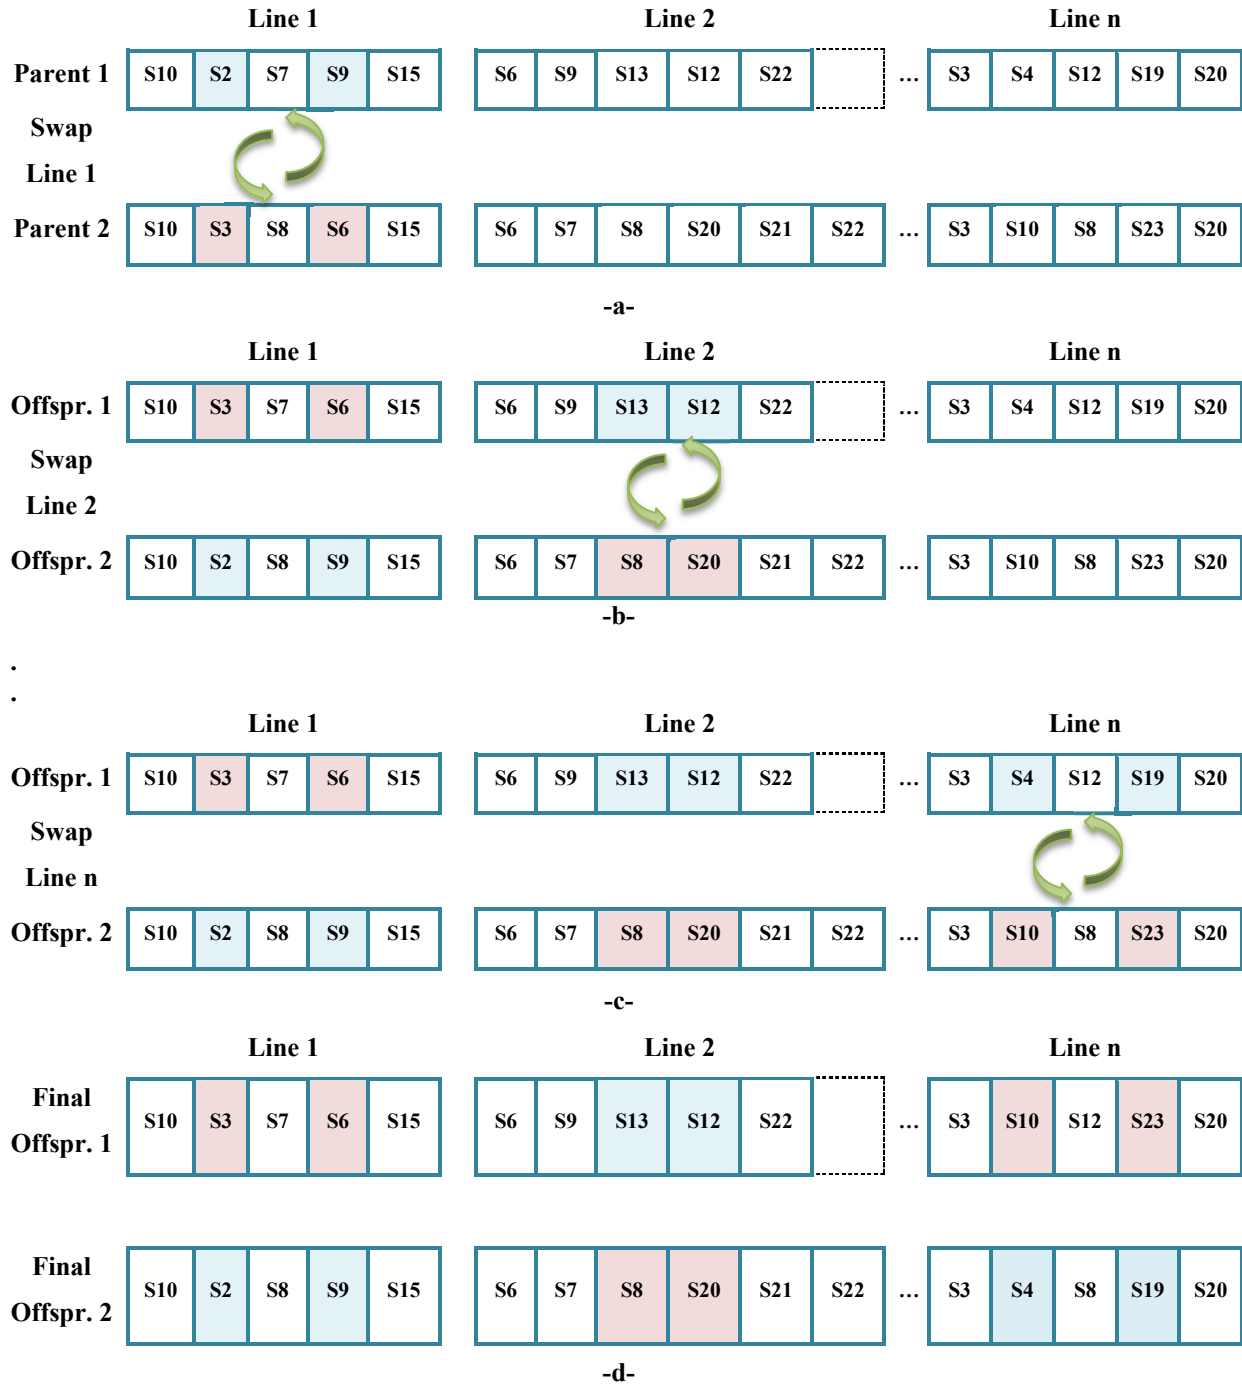 Line 1 Line 2 Line n
Parent 1 S10 S2 S7 S9 S15 S6 S9 S13 S12 S22 ... S3 S4 S12 S19 S20
Swap
Line 1
Parent 2 S10 S3 S8 S6 S15 S6 S7 S8 S20 S21 S22 ... S3 S10 S8 S23 S20
-a-
Line 1 Line 2 Line n
Offspr. 1 S10 S3 S7 S6 S15 S6 S9 S13 S12 S22 ... S3 S4 S12 S19 S20
Swap
Line 2
Offspr. 2 S10 S2 S8 S9 S15 S6 S7 S8 S20 S21 S22 ... S3 S10 S8 S23 S20
-b-
.
.
Line 1 Line 2 Line n
Offspr. 1 S10 S3 S7 S6 S15 S6 S9 S13 S12 S22 ... S3 S4 S12 S19 S20
Swap
Line n
Offspr. 2 S10 S2 S8 S9 S15 S6 S7 S8 S20 S21 S22 ... S3 S10 S8 S23 S20
-c-
Line 1 Line 2 Line n
Final
Offspr. 1 S10 S3 S7 S6 S15 S6 S9 S13 S12 S22 ... S3 S10 S12 S23 S20
Final
Offspr. 2 S10 S2 S8 S9 S15 S6 S7 S8 S20 S21 S22 ... S3 S4 S8 S19 S20
-d-